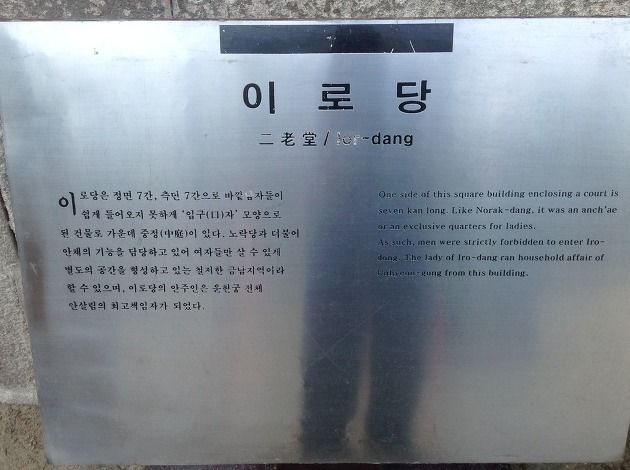 이로당
二老堂/Ior-dang
이로당은 정면 7간, 측면 7간으로 바깥남자들이
쉽게 들어오지 못하게 '입구(口)자' 모양으로
된 건물로 가운데 중정(中庭)이 있다. 노락당과 더불어
안채의 기능을 담당하고 있어 여자들만 살 수 있게
별도의 공간을 형성하고 있는 철저한 금남지역이라
할 수 있으며, 이로당의 안주인은 운현궁 전체
안살림의 최고책임자가 되었다.
One side of this square building enclosing a court is
seven kan long. Like Norak-dang, it was an anch'ae
or an exclusive quarters for ladies.
As such, men were strictly forbidden to enter Iro-
dong. The lady of Iro-dang ran household affair of
Unhyeon-gung from this building.